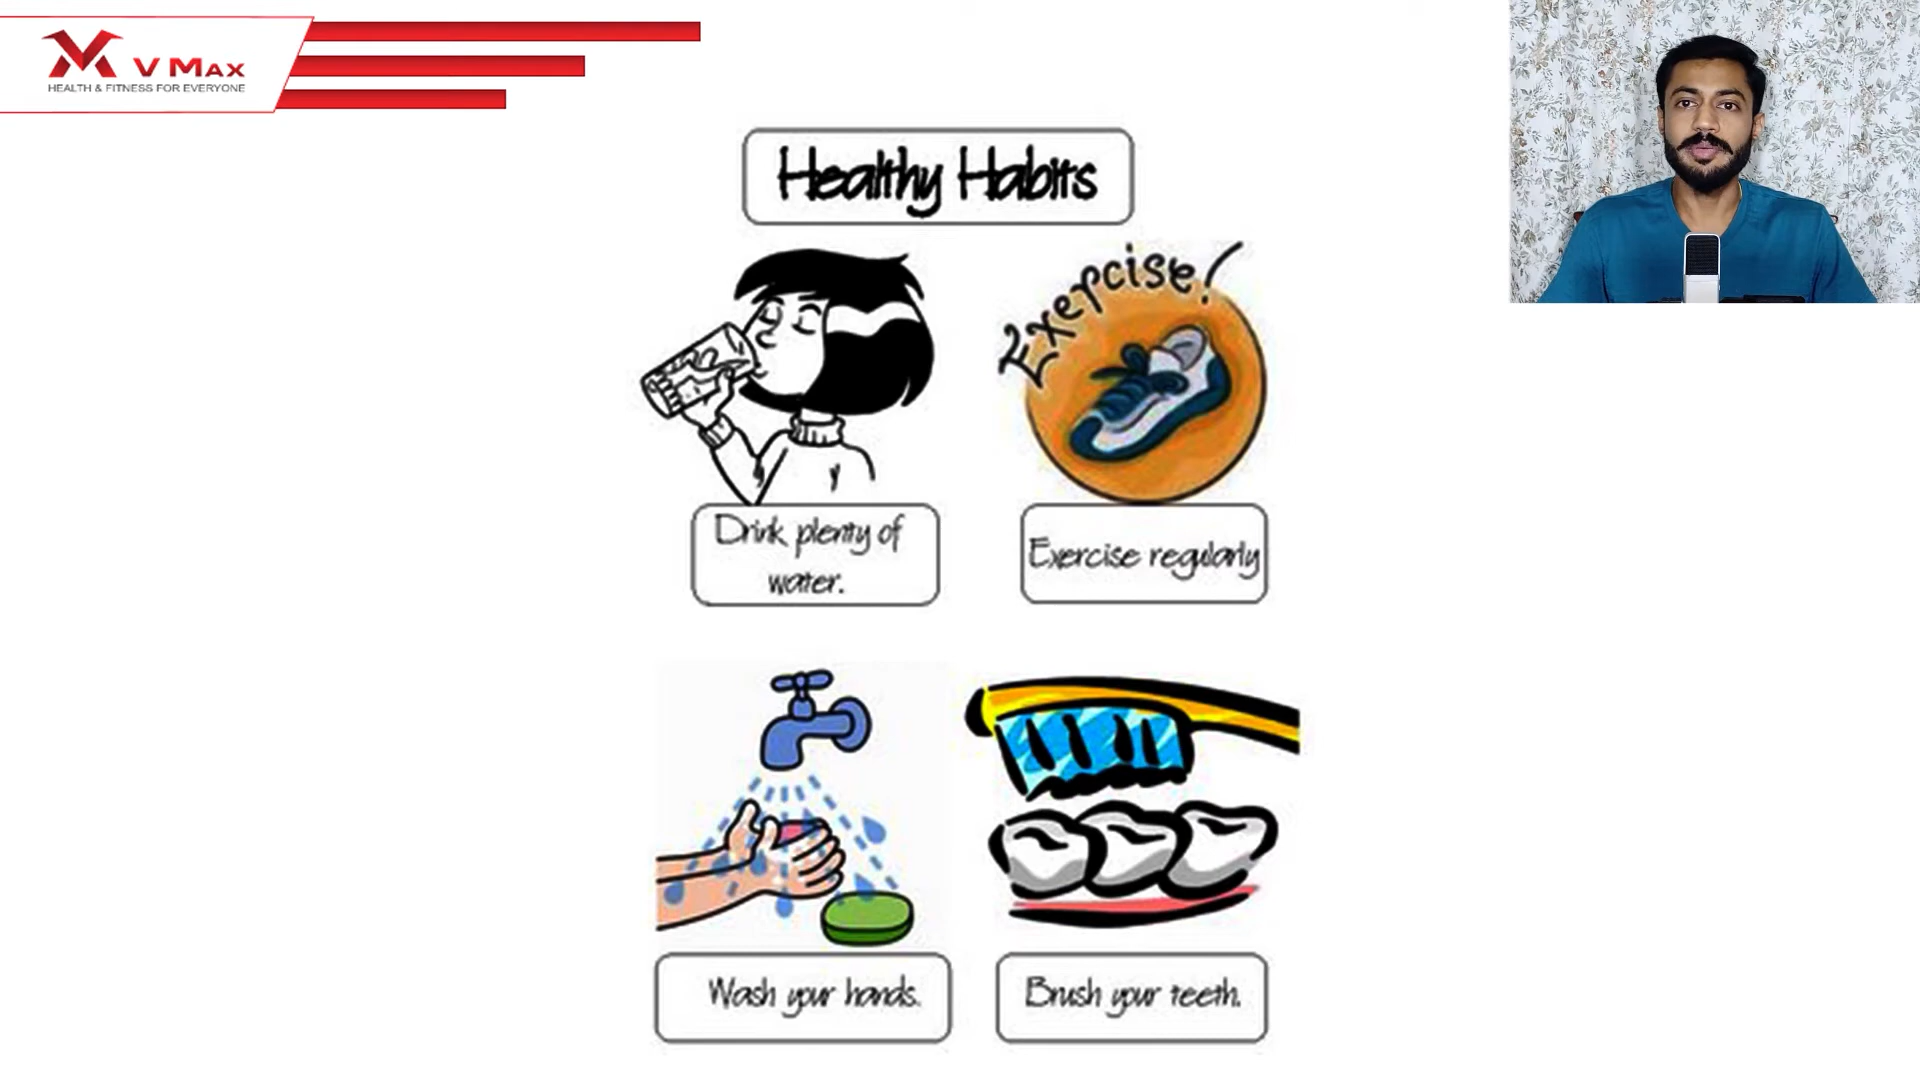 V MAX
HEALTH & FITNESS FOR EVERYONE
Healthy Habits
Exercise!
Drink plenty of
water.
Exercise regularly
Wash your hands.
Brush your teeth.